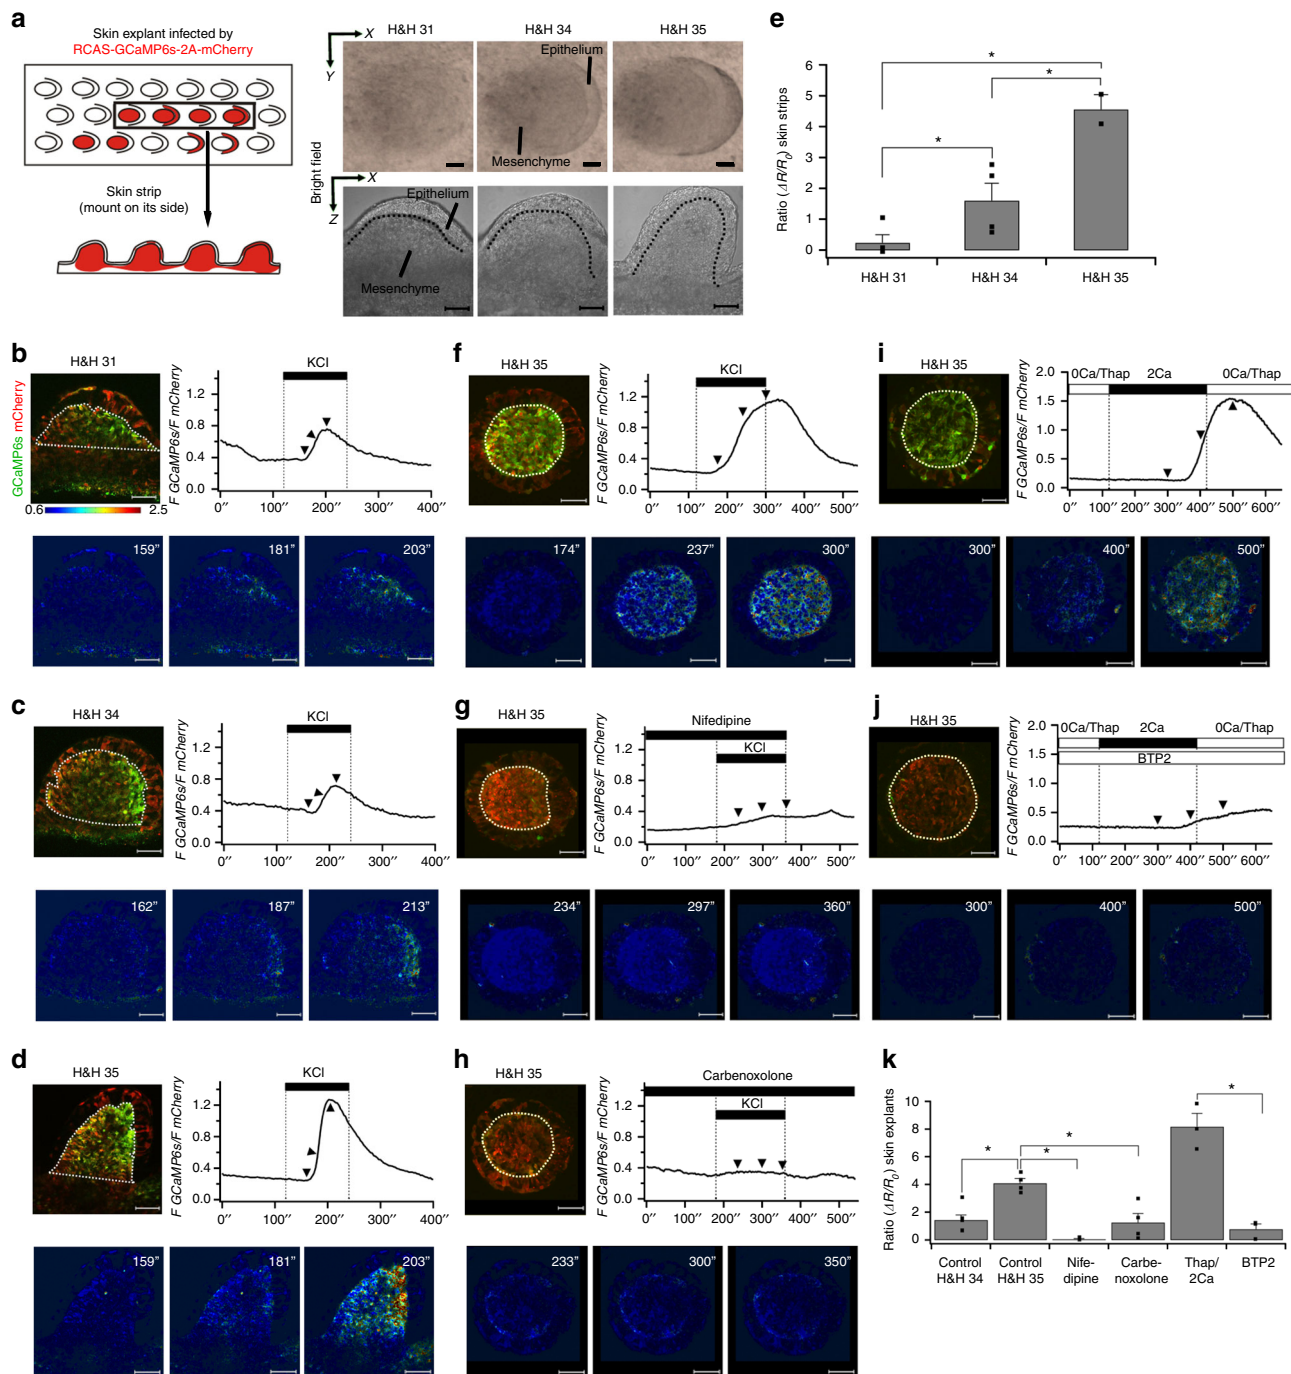 a
Skin explant infected by
RCAS-GCaMP6s-2A-mCherry
Skin strip
(mount on its side)
Bright field
X
Y
H&H 31
H&H 34
H&H 35
Epithelium
Mesenchyme
X
Z
Epithelium
Mesenchyme
e
Ratio (ΔR/R0) skin strips
6
5
4
3
2
1
0
*
*
*
H&H 31
H&H 34
H&H 35
b
H&H 31
GCaMP6s mCherry
0.6
2.5
F GCaMP6s/F mCherry
KCl
1.2
0.8
0.4
0.0
0″
100″
200″
300″
400″
159”
181”
203”
f
H&H 35
F GCaMP6s/F mCherry
KCl
1.2
0.8
0.4
0.0
0″
100″
200″
300″
400″
500″
174”
237”
300”
i
H&H 35
F GCaMP6s/F mCherry
0Ca/Thap
2Ca
0Ca/Thap
2.0
1.5
1.0
0.5
0.0
0″
100″
200″
300″
400″
500″
600″
300”
400”
500”
c
H&H 34
F GCaMP6s/F mCherry
KCl
1.2
0.8
0.4
0.0
0″
100″
200″
300″
400″
162”
187”
213”
g
H&H 35
F GCaMP6s/F mCherry
Nifedipine
KCl
1.2
0.8
0.4
0.0
0″
100″
200″
300″
400″
500″
234”
297”
360”
j
H&H 35
F GCaMP6s/F mCherry
0Ca/Thap
2Ca
0Ca/Thap
BTP2
2.0
1.5
1.0
0.5
0.0
0″
100″
200″
300″
400″
500″
600″
300”
400”
500”
d
H&H 35
F GCaMP6s/F mCherry
KCl
1.2
0.8
0.4
0.0
0″
100″
200″
300″
400″
159”
181”
203”
h
H&H 35
F GCaMP6s/F mCherry
Carbenoxolone
KCl
1.2
0.8
0.4
0.0
0″
100″
200″
300″
400″
500″
233”
300”
350”
k
Ratio (ΔR/R0) skin explants
10
8
6
4
2
0
*
*
*
*
Control
H&H 34
Control
H&H 35
Nife-
dipine
Carbe-
noxolone
Thap/
2Ca
BTP2